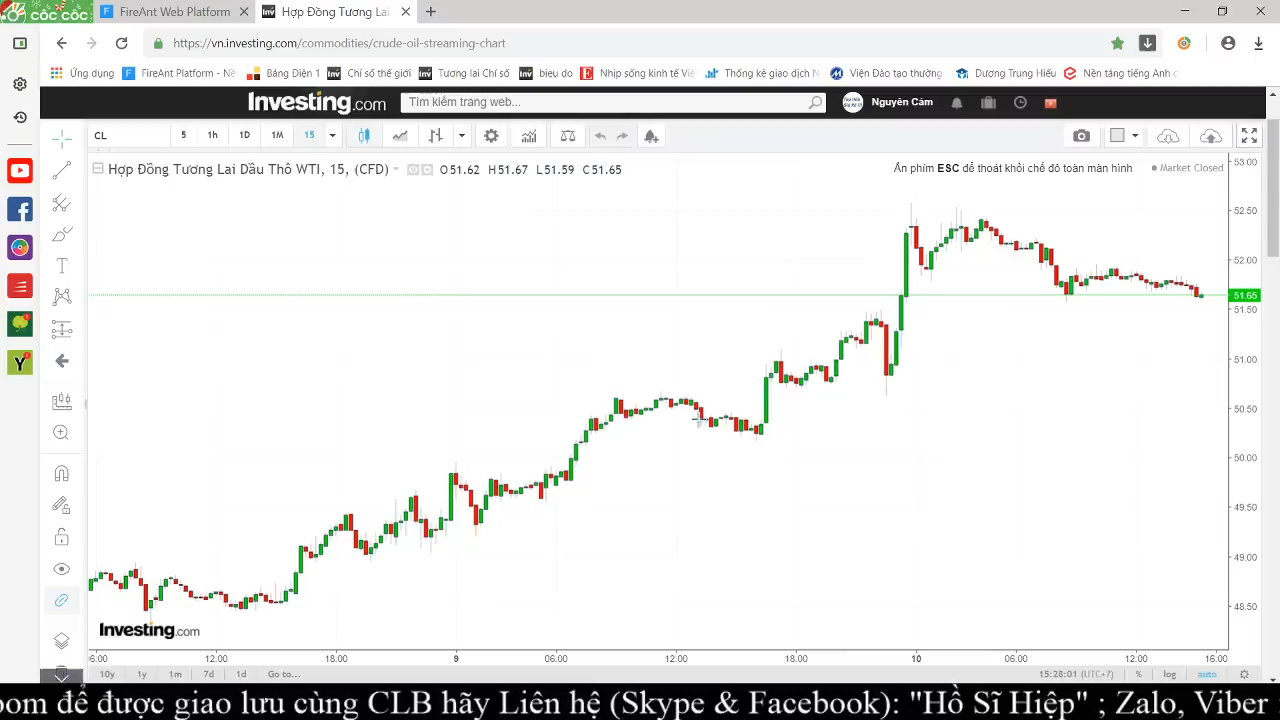 CỐC CỐC
FireAnt Web Platform
Hợp Đồng Tương Lai
https://vn.investing.com/commodities/crude-oil-streaming-chart
Ứng dụng
FireAnt Platform - Nề
Bảng Điện 1
Chỉ số thế giới
Tương lai Chỉ số
bieu do
Nhịp sống kinh tế Việ
Thống kê giao dịch N
Viện Đào tạo thương
Dương Trung Hiếu
Nền tảng tiếng Anh c
Investing.com
Tìm kiếm trang web...
Nguyên Cảm
CL
5
1h
1D
1M
15
Hợp Đồng Tương Lai Dầu Thô WTI, 15, (CFD)
O51.62 H51.67 L51.59 C51.65
Ấn phím ESC để thoát khỏi chế độ toàn màn hình
Market Closed
53.00
52.50
52.00
51.65
51.50
51.00
50.50
50.00
49.50
49.00
48.50
Investing.com
6:00 12:00 18:00 9 06:00 12:00 18:00 10 06:00 12:00 16:00
10y 1y 1m 7d 1d Go to...
15:28:01 (UTC+7) % log auto
oom để được giao lưu cùng CLB hãy Liên hệ (Skype & Facebook): "Hồ Sĩ Hiệp" ; Zalo, Viber